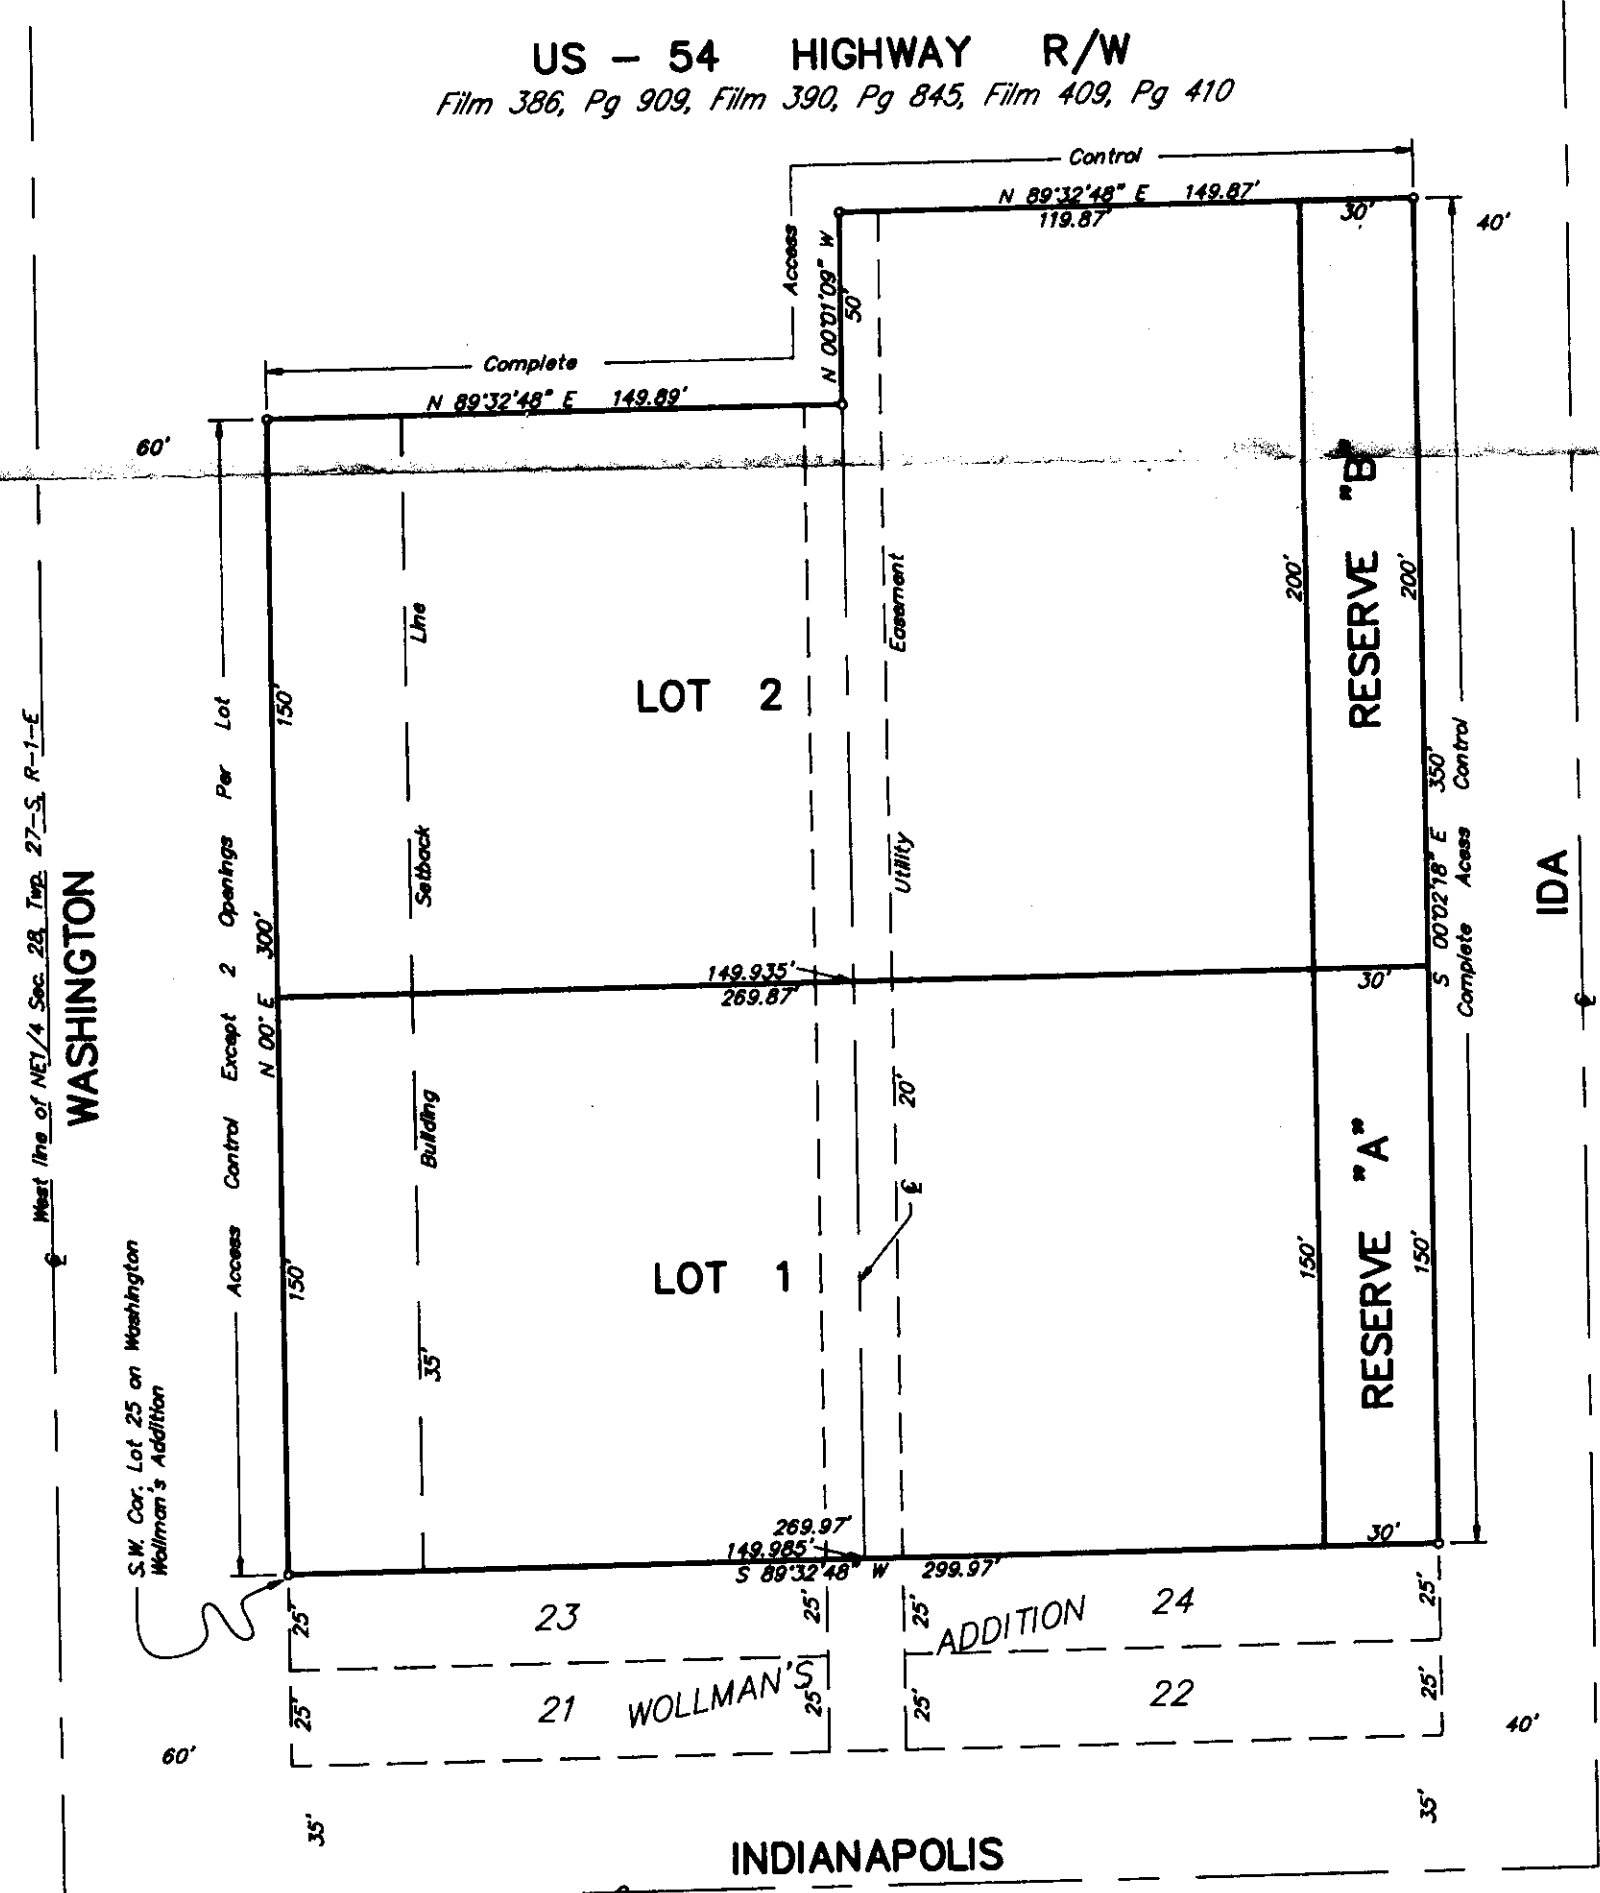 US – 54 HIGHWAY R/W
Film 386, Pg 909, Film 390, Pg 845, Film 409, Pg 410
Control
N 89°32'48" E 149.87'
119.87'
30'
40'
Access
N 00°01'09" W
50'
Complete
N 89°32'48" E 149.89'
60'
RESERVE "B"
200'
200'
Line
Easement
LOT 2
150'
Access Control Except 2 Openings Per Lot
West line of NE1/4 Sec. 28, Twp. 27–S, R–1–E
WASHINGTON
N 00° E 300'
Setback
Utility
S 00°02'18" E 350'
Complete Acess Control
IDA
149.935'
269.87'
30'
20'
Building
℄
℄
℄
RESERVE "A"
150'
150'
150'
LOT 1
35'
S.W. Cor. Lot 25 on Washington
Wollman's Addition
269.97'
149.985'
S 89°32'48" W 299.97'
30'
25'
23
25'
25'
ADDITION
24
25'
25'
21
WOLLMAN'S
25'
25'
22
25'
60'
40'
35'
35'
INDIANAPOLIS